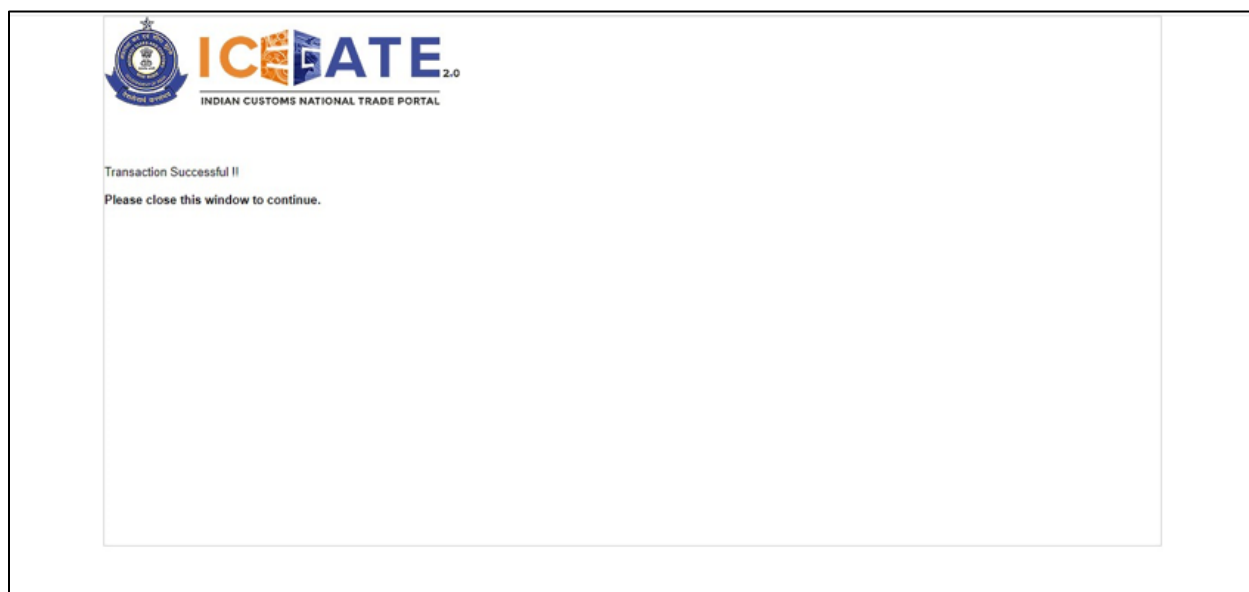 ICEGATE 2.0
INDIAN CUSTOMS NATIONAL TRADE PORTAL
Transaction Successful !!
Please close this window to continue.